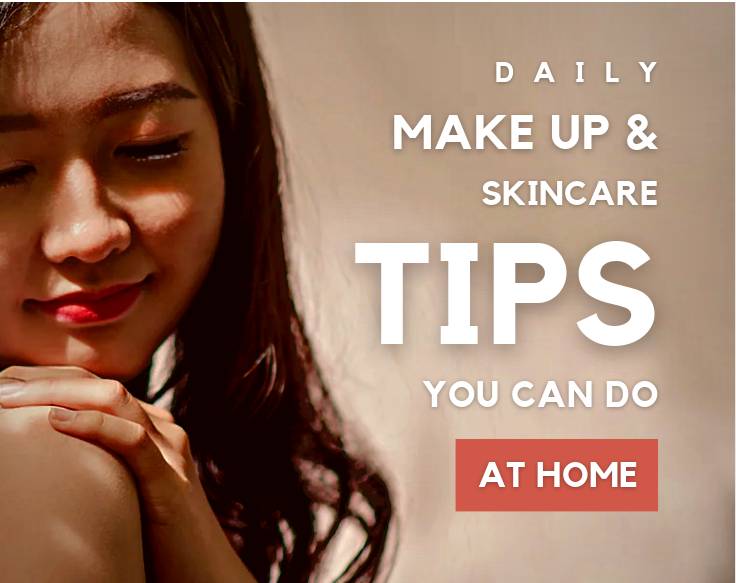 DAILY
MAKE UP &
SKINCARE
TIPS
YOU CAN DO
AT HOME